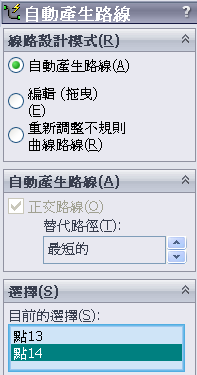 自動產生路線
?
線路設計模式(R)
自動產生路線(A)
編輯 (拖曳)
(E)
重新調整不規則
曲線路線(R)
自動產生路線(A)
正交路線(O)
替代路徑(T):
最短的
選擇(S)
目前的選擇(S):
點13
點14